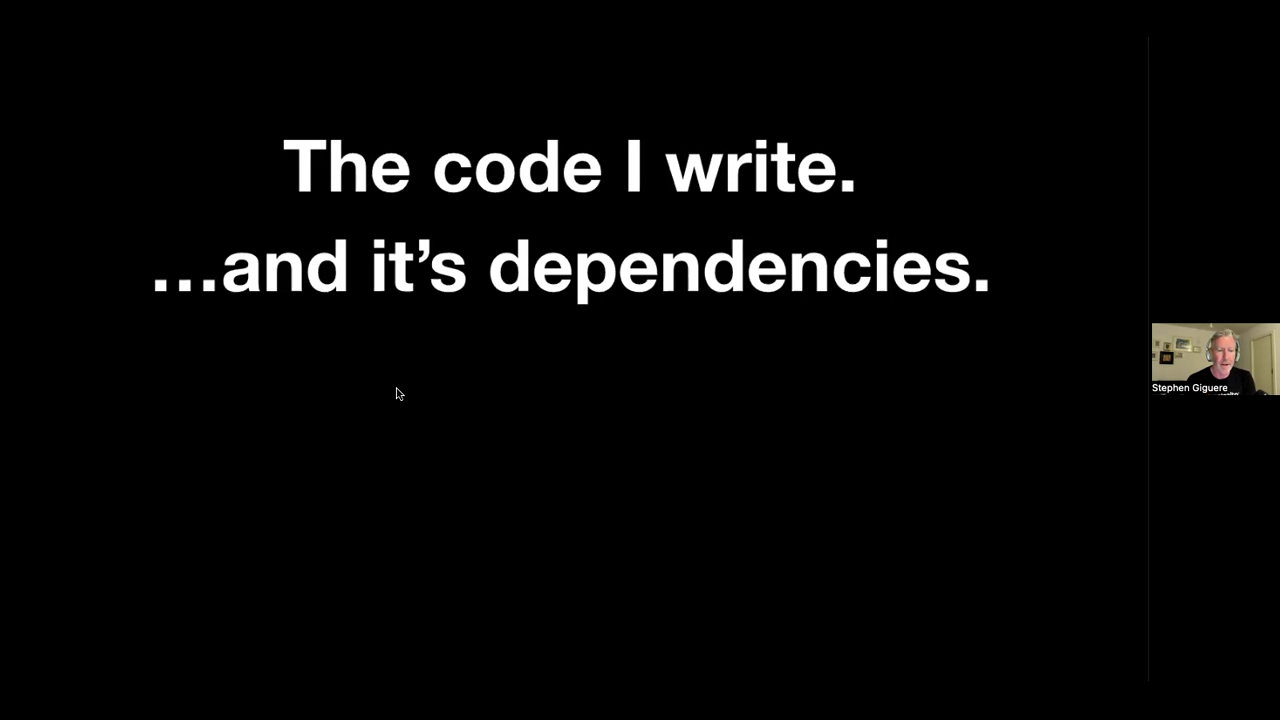 The code I write.
…and it’s dependencies.
Stephen Giguere